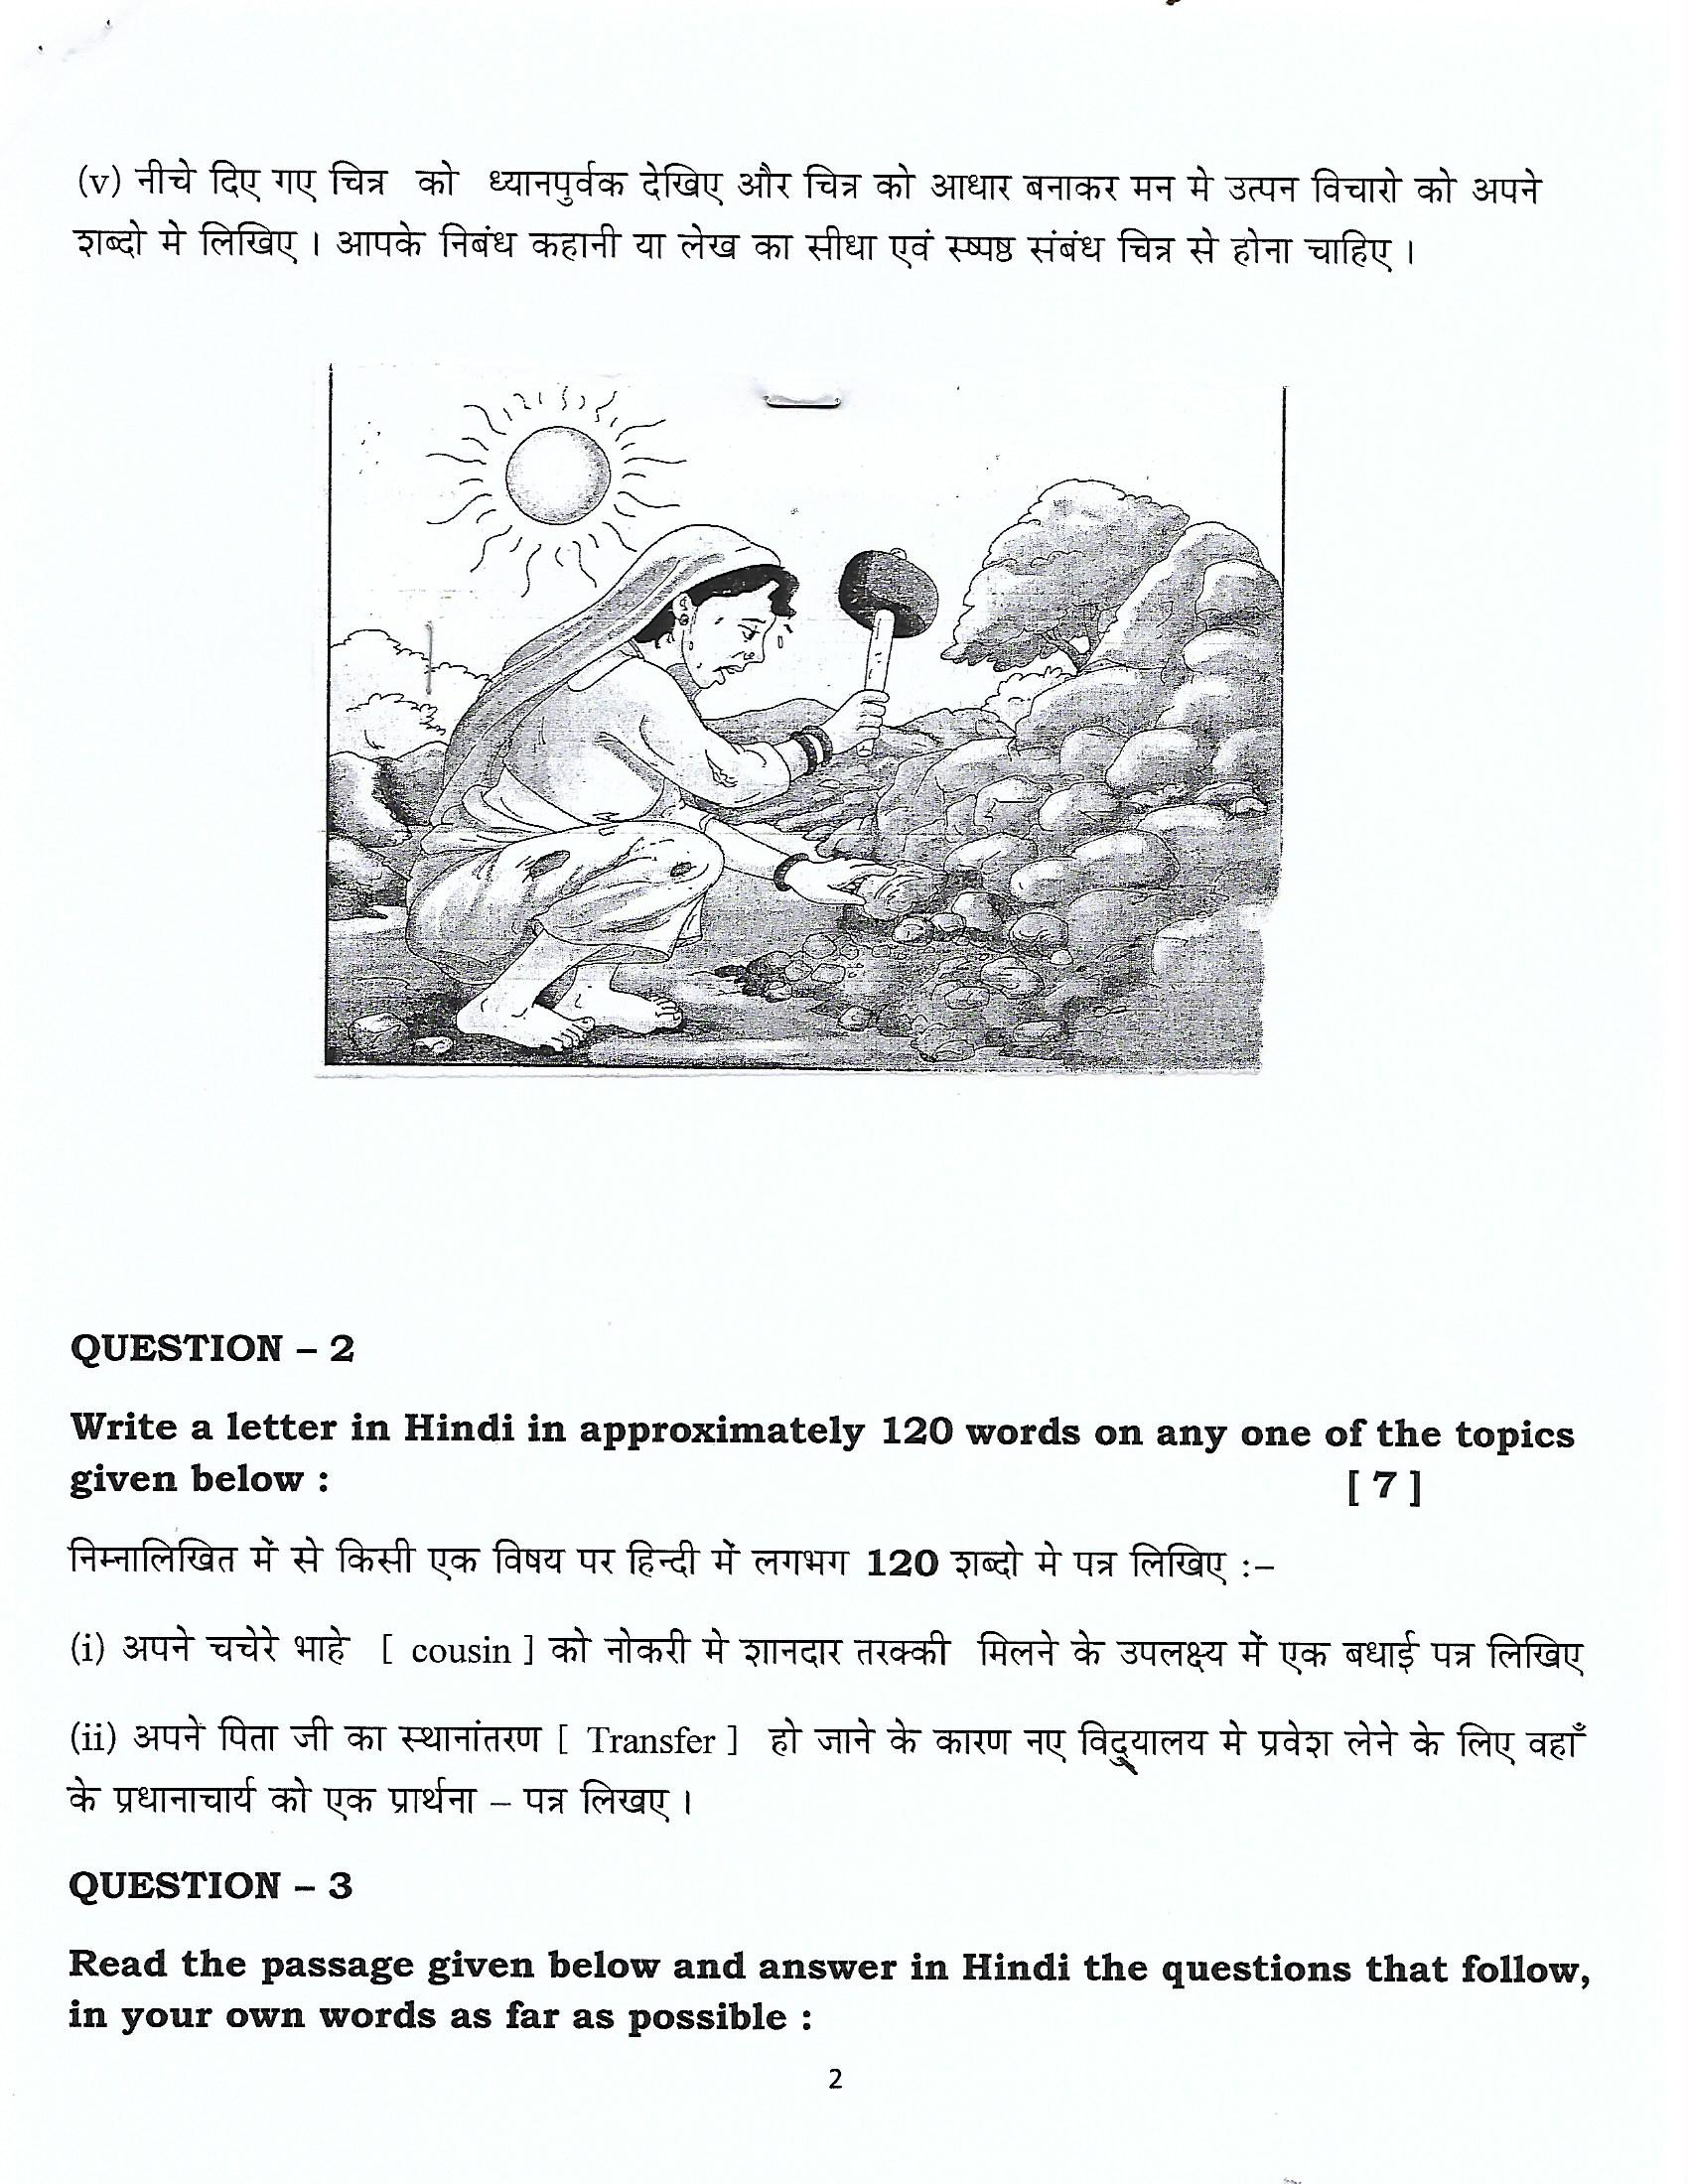 (v) नीचे दिए गए चित्र को ध्यानपुर्वक देखिए और चित्र को आधार बनाकर मन मे उत्पन विचारो को अपने
शब्दो मे लिखिए । आपके निबंध कहानी या लेख का सीधा एवं स्ष्पष्ठ संबंध चित्र से होना चाहिए ।
QUESTION – 2
Write a letter in Hindi in approximately 120 words on any one of the topics
given below : [ 7 ]
निम्नालिखित में से किसी एक विषय पर हिन्दी में लगभग 120 शब्दो मे पत्र लिखिए :–
(i) अपने चचेरे भाहे [ cousin ] को नोकरी मे शानदार तरक्की मिलने के उपलक्ष्य में एक बधाई पत्र लिखिए
(ii) अपने पिता जी का स्थानांतरण [ Transfer ] हो जाने के कारण नए विद्यालय मे प्रवेश लेने के लिए वहाँ
के प्रधानाचार्य को एक प्रार्थना – पत्र लिखए ।
QUESTION – 3
Read the passage given below and answer in Hindi the questions that follow,
in your own words as far as possible :
2